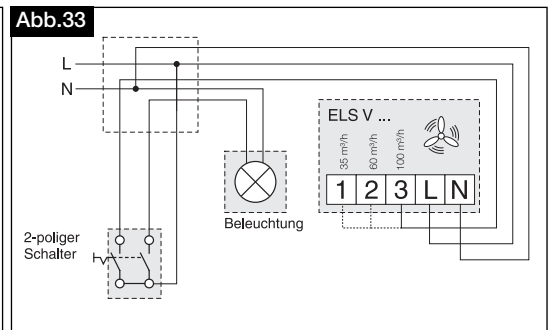 Abb.33
L
N
ELS V ...
35 m³/h
60 m³/h
100 m³/h
1 2 3 L N
Beleuchtung
2-poliger
Schalter